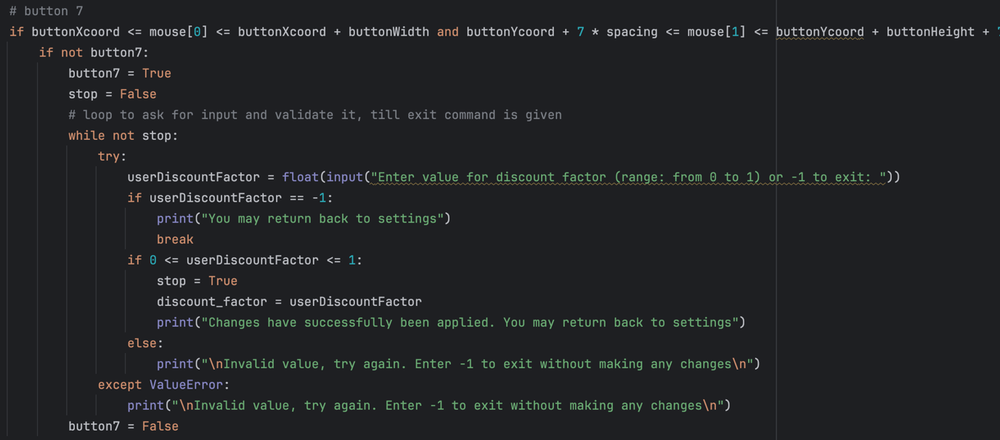 # button 7
if buttonXcoord <= mouse[0] <= buttonXcoord + buttonWidth and buttonYcoord + 7 * spacing <= mouse[1] <= buttonYcoord + buttonHeight +
    if not button7:
        button7 = True
        stop = False
        # loop to ask for input and validate it, till exit command is given
        while not stop:
            try:
                userDiscountFactor = float(input("Enter value for discount factor (range: from 0 to 1) or -1 to exit: "))
                if userDiscountFactor == -1:
                    print("You may return back to settings")
                    break
                if 0 <= userDiscountFactor <= 1:
                    stop = True
                    discount_factor = userDiscountFactor
                    print("Changes have successfully been applied. You may return back to settings")
                else:
                    print("\nInvalid value, try again. Enter -1 to exit without making any changes\n")
            except ValueError:
                print("\nInvalid value, try again. Enter -1 to exit without making any changes\n")
        button7 = False